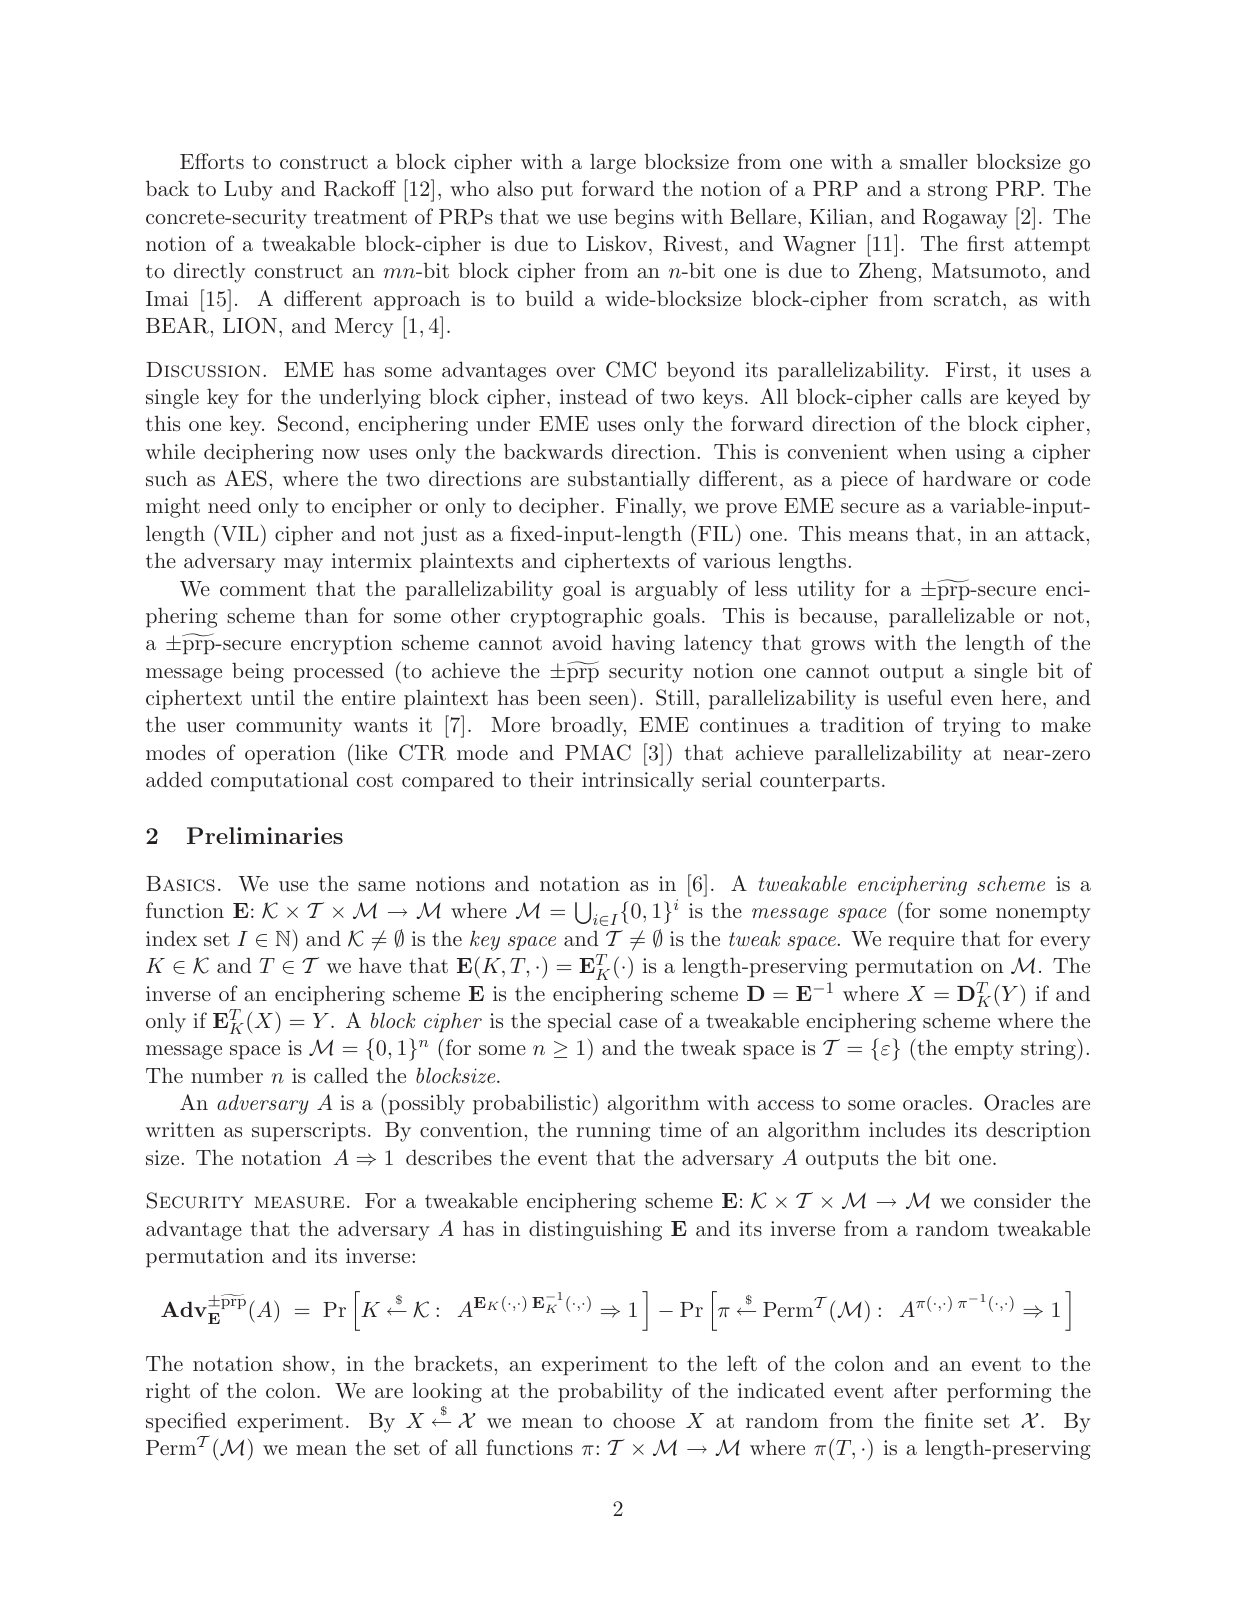 Efforts to construct a block cipher with a large blocksize from one with a smaller blocksize go
back to Luby and Rackoff [12], who also put forward the notion of a PRP and a strong PRP. The
concrete-security treatment of PRPs that we use begins with Bellare, Kilian, and Rogaway [2]. The
notion of a tweakable block-cipher is due to Liskov, Rivest, and Wagner [11]. The first attempt
to directly construct an mn-bit block cipher from an n-bit one is due to Zheng, Matsumoto, and
Imai [15]. A different approach is to build a wide-blocksize block-cipher from scratch, as with
BEAR, LION, and Mercy [1, 4].
DISCUSSION. EME has some advantages over CMC beyond its parallelizability. First, it uses a
single key for the underlying block cipher, instead of two keys. All block-cipher calls are keyed by
this one key. Second, enciphering under EME uses only the forward direction of the block cipher,
while deciphering now uses only the backwards direction. This is convenient when using a cipher
such as AES, where the two directions are substantially different, as a piece of hardware or code
might need only to encipher or only to decipher. Finally, we prove EME secure as a variable-input-
length (VIL) cipher and not just as a fixed-input-length (FIL) one. This means that, in an attack,
the adversary may intermix plaintexts and ciphertexts of various lengths.
We comment that the parallelizability goal is arguably of less utility for a ±p͠rp-secure enci-
phering scheme than for some other cryptographic goals. This is because, parallelizable or not,
a ±p͠rp-secure encryption scheme cannot avoid having latency that grows with the length of the
message being processed (to achieve the ±p͠rp security notion one cannot output a single bit of
ciphertext until the entire plaintext has been seen). Still, parallelizability is useful even here, and
the user community wants it [7]. More broadly, EME continues a tradition of trying to make
modes of operation (like CTR mode and PMAC [3]) that achieve parallelizability at near-zero
added computational cost compared to their intrinsically serial counterparts.
2 Preliminaries
BASICS. We use the same notions and notation as in [6]. A tweakable enciphering scheme is a
function E: 𝒦 × 𝒯 × ℳ → ℳ where ℳ = ⋃_{i∈I}{0, 1}^i is the message space (for some nonempty
index set I ∈ ℕ) and 𝒦 ≠ ∅ is the key space and 𝒯 ≠ ∅ is the tweak space. We require that for every
K ∈ 𝒦 and T ∈ 𝒯 we have that E(K, T, ·) = E_K^T(·) is a length-preserving permutation on ℳ. The
inverse of an enciphering scheme E is the enciphering scheme D = E^{−1} where X = D_K^T(Y) if and
only if E_K^T(X) = Y. A block cipher is the special case of a tweakable enciphering scheme where the
message space is ℳ = {0, 1}^n (for some n ≥ 1) and the tweak space is 𝒯 = {ε} (the empty string).
The number n is called the blocksize.
An adversary A is a (possibly probabilistic) algorithm with access to some oracles. Oracles are
written as superscripts. By convention, the running time of an algorithm includes its description
size. The notation A ⇒ 1 describes the event that the adversary A outputs the bit one.
SECURITY MEASURE. For a tweakable enciphering scheme E: 𝒦 × 𝒯 × ℳ → ℳ we consider the
advantage that the adversary A has in distinguishing E and its inverse from a random tweakable
permutation and its inverse:
Adv_E^{±p͠rp}(A) = Pr[K ←$ 𝒦 : A^{E_K(·,·) E_K^{−1}(·,·)} ⇒ 1] − Pr[π ←$ Perm^𝒯(ℳ) : A^{π(·,·) π^{−1}(·,·)} ⇒ 1]
The notation show, in the brackets, an experiment to the left of the colon and an event to the
right of the colon. We are looking at the probability of the indicated event after performing the
specified experiment. By X ←$ 𝒳 we mean to choose X at random from the finite set 𝒳. By
Perm^𝒯(ℳ) we mean the set of all functions π: 𝒯 × ℳ → ℳ where π(T, ·) is a length-preserving
2